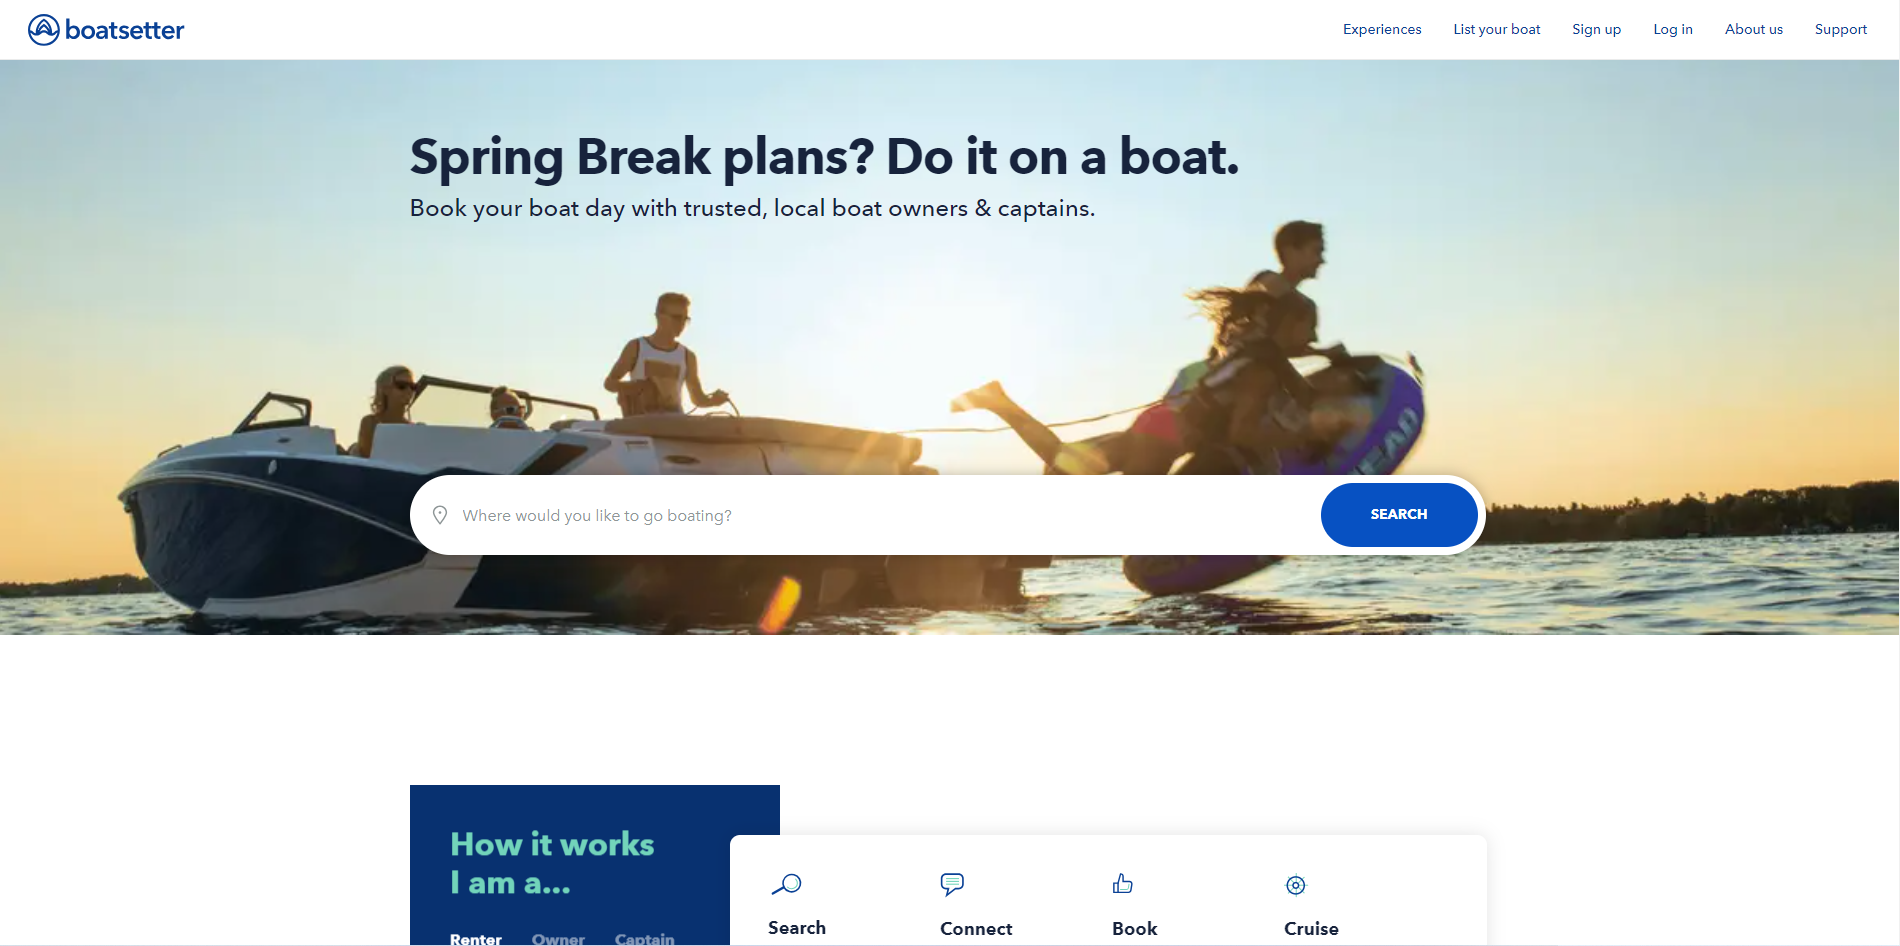 boatsetter
Experiences
List your boat
Sign up
Log in
About us
Support
Spring Break plans? Do it on a boat.
Book your boat day with trusted, local boat owners & captains.
Where would you like to go boating?
SEARCH
How it works
I am a...
Renter
Owner
Captain
Search
Connect
Book
Cruise